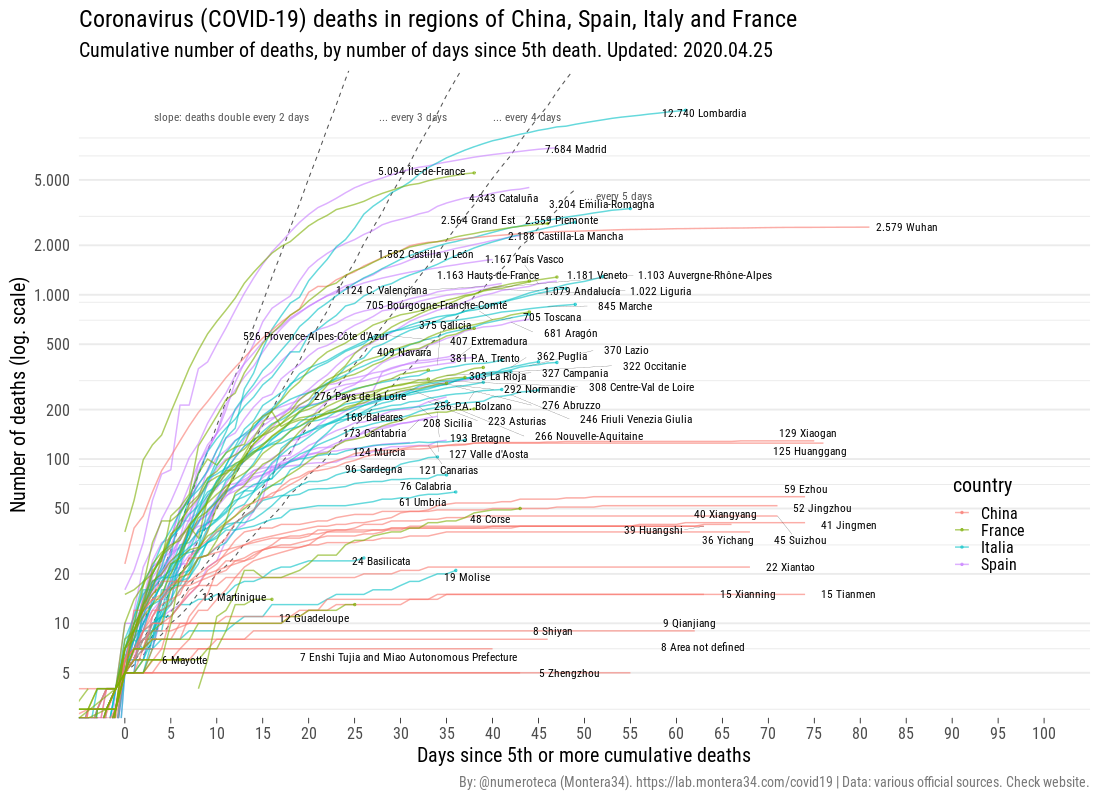 Coronavirus (COVID-19) deaths in regions of China, Spain, Italy and France
Cumulative number of deaths, by number of days since 5th death. Updated: 2020.04.25
slope: deaths double every 2 days
... every 3 days
... every 4 days
12.740 Lombardia
7.684 Madrid
5.094 Île-de-France
4.343 Cataluña
... every 5 days
3.204 Emilia-Romagna
2.564 Grand Est
2.559 Piemonte
2.579 Wuhan
2.188 Castilla-La Mancha
1.582 Castilla y León
1.167 País Vasco
1.163 Hauts-de-France
1.181 Veneto
1.103 Auvergne-Rhône-Alpes
1.124 C. Valençiana
1.079 Andalucía
1.022 Liguria
705 Bourgogne-Franche-Comté
845 Marche
705 Toscana
375 Galicia
526 Provence-Alpes-Côte d'Azur
681 Aragón
407 Extremadura
409 Navarra
381 P.A. Trento
362 Puglia
370 Lazio
322 Occitanie
327 Campania
303 La Rioja
308 Centre-Val de Loire
292 Normandie
276 Pays de la Loire
256 P.A. Bolzano
276 Abruzzo
168 Baleares
208 Sicilia
223 Asturias
246 Friuli Venezia Giulia
173 Cantabria
193 Bretagne
266 Nouvelle-Aquitaine
129 Xiaogan
124 Murcia
127 Valle d'Aosta
125 Huanggang
96 Sardegna
121 Canarias
76 Calabria
59 Ezhou
61 Umbria
52 Jingzhou
48 Corse
40 Xiangyang
41 Jingmen
39 Huangshi
36 Yichang
45 Suizhou
24 Basilicata
22 Xiantao
19 Molise
13 Martinique
15 Xianning
15 Tianmen
12 Guadeloupe
9 Qianjiang
8 Shiyan
8 Area not defined
6 Mayotte
7 Enshi Tujia and Miao Autonomous Prefecture
5 Zhengzhou
country
China
France
Italia
Spain
Number of deaths (log. scale)
5.000
2.000
1.000
500
200
100
50
20
10
5
0 5 10 15 20 25 30 35 40 45 50 55 60 65 70 75 80 85 90 95 100
Days since 5th or more cumulative deaths
By: @numeroteca (Montera34). https://lab.montera34.com/covid19 | Data: various official sources. Check website.